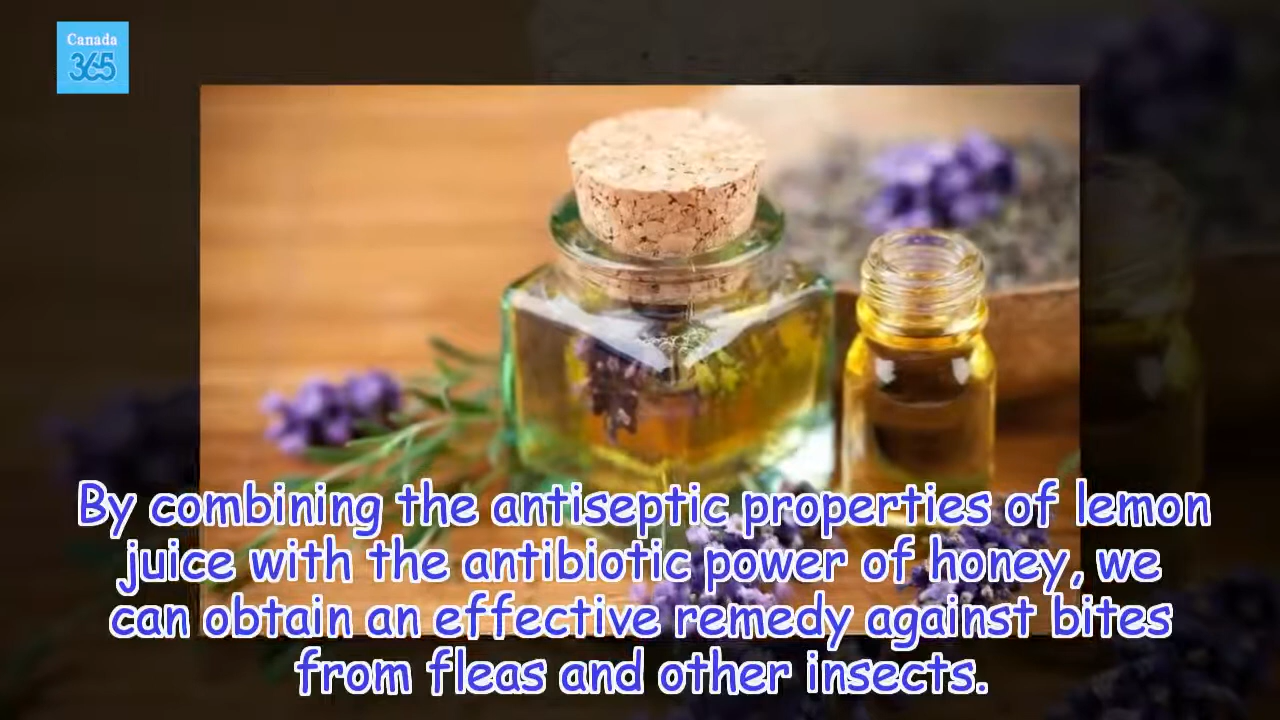 Canada
365
By combining the antiseptic properties of lemon
juice with the antibiotic power of honey, we
can obtain an effective remedy against bites
from fleas and other insects.